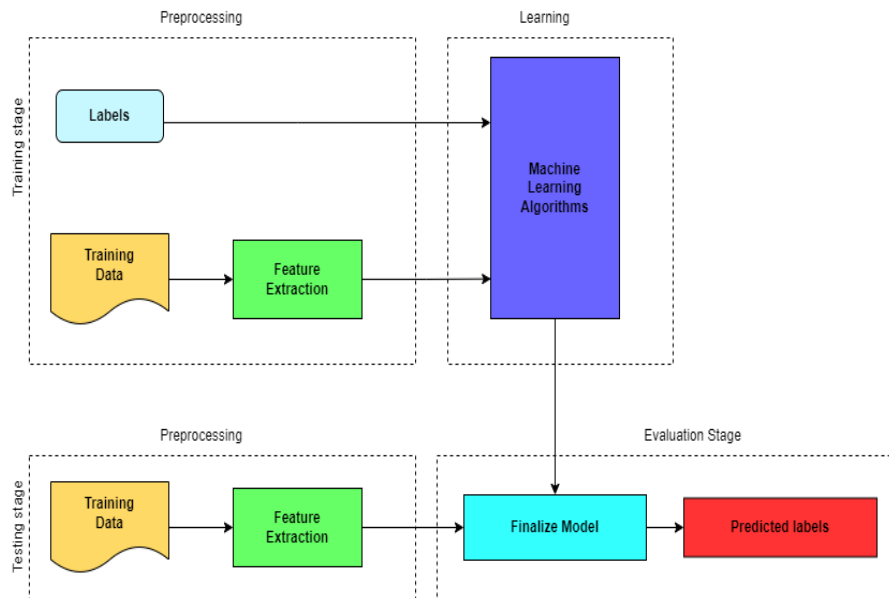 Preprocessing
Learning
Training stage
Labels
Machine
Learning
Algorithms
Training
Data
Feature
Extraction
Preprocessing
Evaluation Stage
Testing stage
Training
Data
Feature
Extraction
Finalize Model
Predicted labels